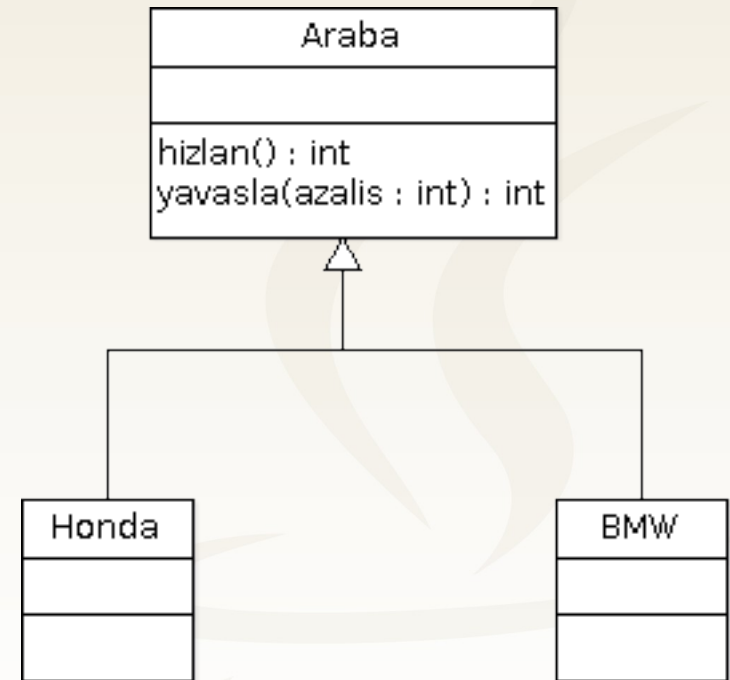 Araba
hizlan() : int
yavasla(azalis : int) : int
Honda
BMW